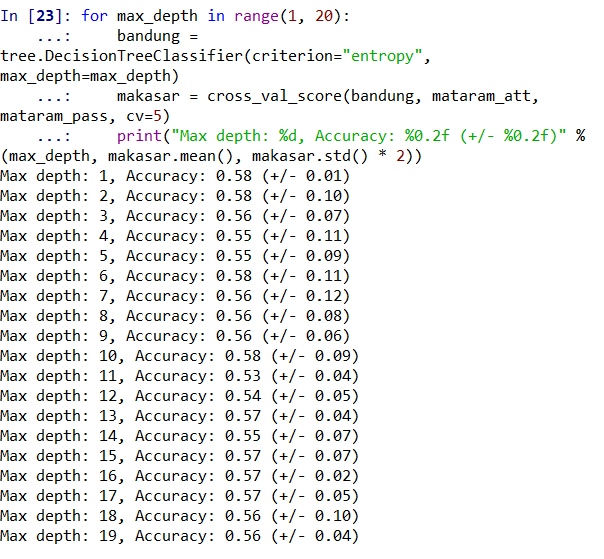 In [23]: for max_depth in range(1, 20):
    ...:     bandung =
tree.DecisionTreeClassifier(criterion="entropy",
max_depth=max_depth)
    ...:     makasar = cross_val_score(bandung, mataram_att,
mataram_pass, cv=5)
    ...:     print("Max depth: %d, Accuracy: %0.2f (+/- %0.2f)" %
(max_depth, makasar.mean(), makasar.std() * 2))
Max depth: 1, Accuracy: 0.58 (+/- 0.01)
Max depth: 2, Accuracy: 0.58 (+/- 0.10)
Max depth: 3, Accuracy: 0.56 (+/- 0.07)
Max depth: 4, Accuracy: 0.55 (+/- 0.11)
Max depth: 5, Accuracy: 0.55 (+/- 0.09)
Max depth: 6, Accuracy: 0.58 (+/- 0.11)
Max depth: 7, Accuracy: 0.56 (+/- 0.12)
Max depth: 8, Accuracy: 0.56 (+/- 0.08)
Max depth: 9, Accuracy: 0.56 (+/- 0.06)
Max depth: 10, Accuracy: 0.58 (+/- 0.09)
Max depth: 11, Accuracy: 0.53 (+/- 0.04)
Max depth: 12, Accuracy: 0.54 (+/- 0.05)
Max depth: 13, Accuracy: 0.57 (+/- 0.04)
Max depth: 14, Accuracy: 0.55 (+/- 0.07)
Max depth: 15, Accuracy: 0.57 (+/- 0.07)
Max depth: 16, Accuracy: 0.57 (+/- 0.02)
Max depth: 17, Accuracy: 0.57 (+/- 0.05)
Max depth: 18, Accuracy: 0.56 (+/- 0.10)
Max depth: 19, Accuracy: 0.56 (+/- 0.04)